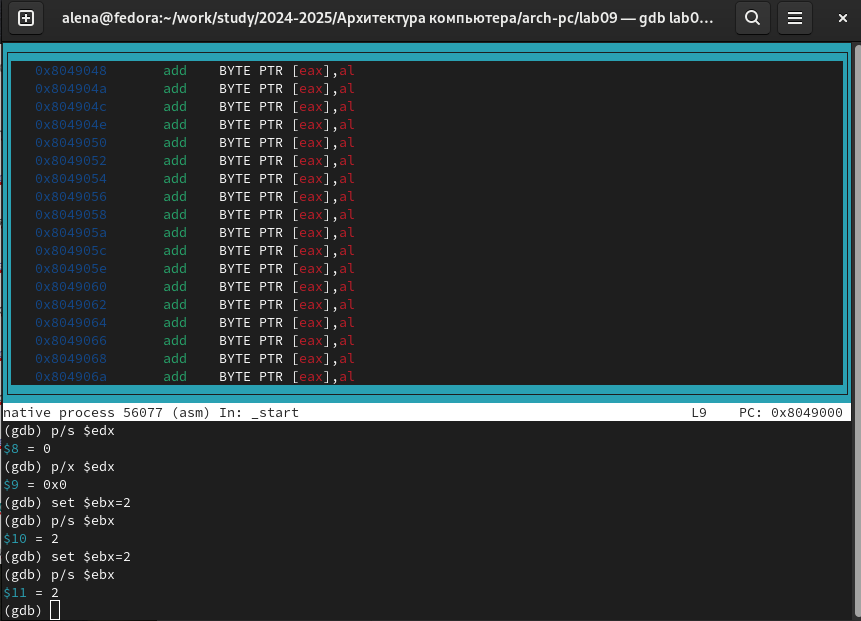 alena@fedora:~/work/study/2024-2025/Архитектура компьютера/arch-pc/lab09 — gdb lab0...
0x8049048 add BYTE PTR [eax],al
0x804904a add BYTE PTR [eax],al
0x804904c add BYTE PTR [eax],al
0x804904e add BYTE PTR [eax],al
0x8049050 add BYTE PTR [eax],al
0x8049052 add BYTE PTR [eax],al
0x8049054 add BYTE PTR [eax],al
0x8049056 add BYTE PTR [eax],al
0x8049058 add BYTE PTR [eax],al
0x804905a add BYTE PTR [eax],al
0x804905c add BYTE PTR [eax],al
0x804905e add BYTE PTR [eax],al
0x8049060 add BYTE PTR [eax],al
0x8049062 add BYTE PTR [eax],al
0x8049064 add BYTE PTR [eax],al
0x8049066 add BYTE PTR [eax],al
0x8049068 add BYTE PTR [eax],al
0x804906a add BYTE PTR [eax],al
native process 56077 (asm) In: _start L9 PC: 0x8049000
(gdb) p/s $edx
$8 = 0
(gdb) p/x $edx
$9 = 0x0
(gdb) set $ebx=2
(gdb) p/s $ebx
$10 = 2
(gdb) set $ebx=2
(gdb) p/s $ebx
$11 = 2
(gdb)